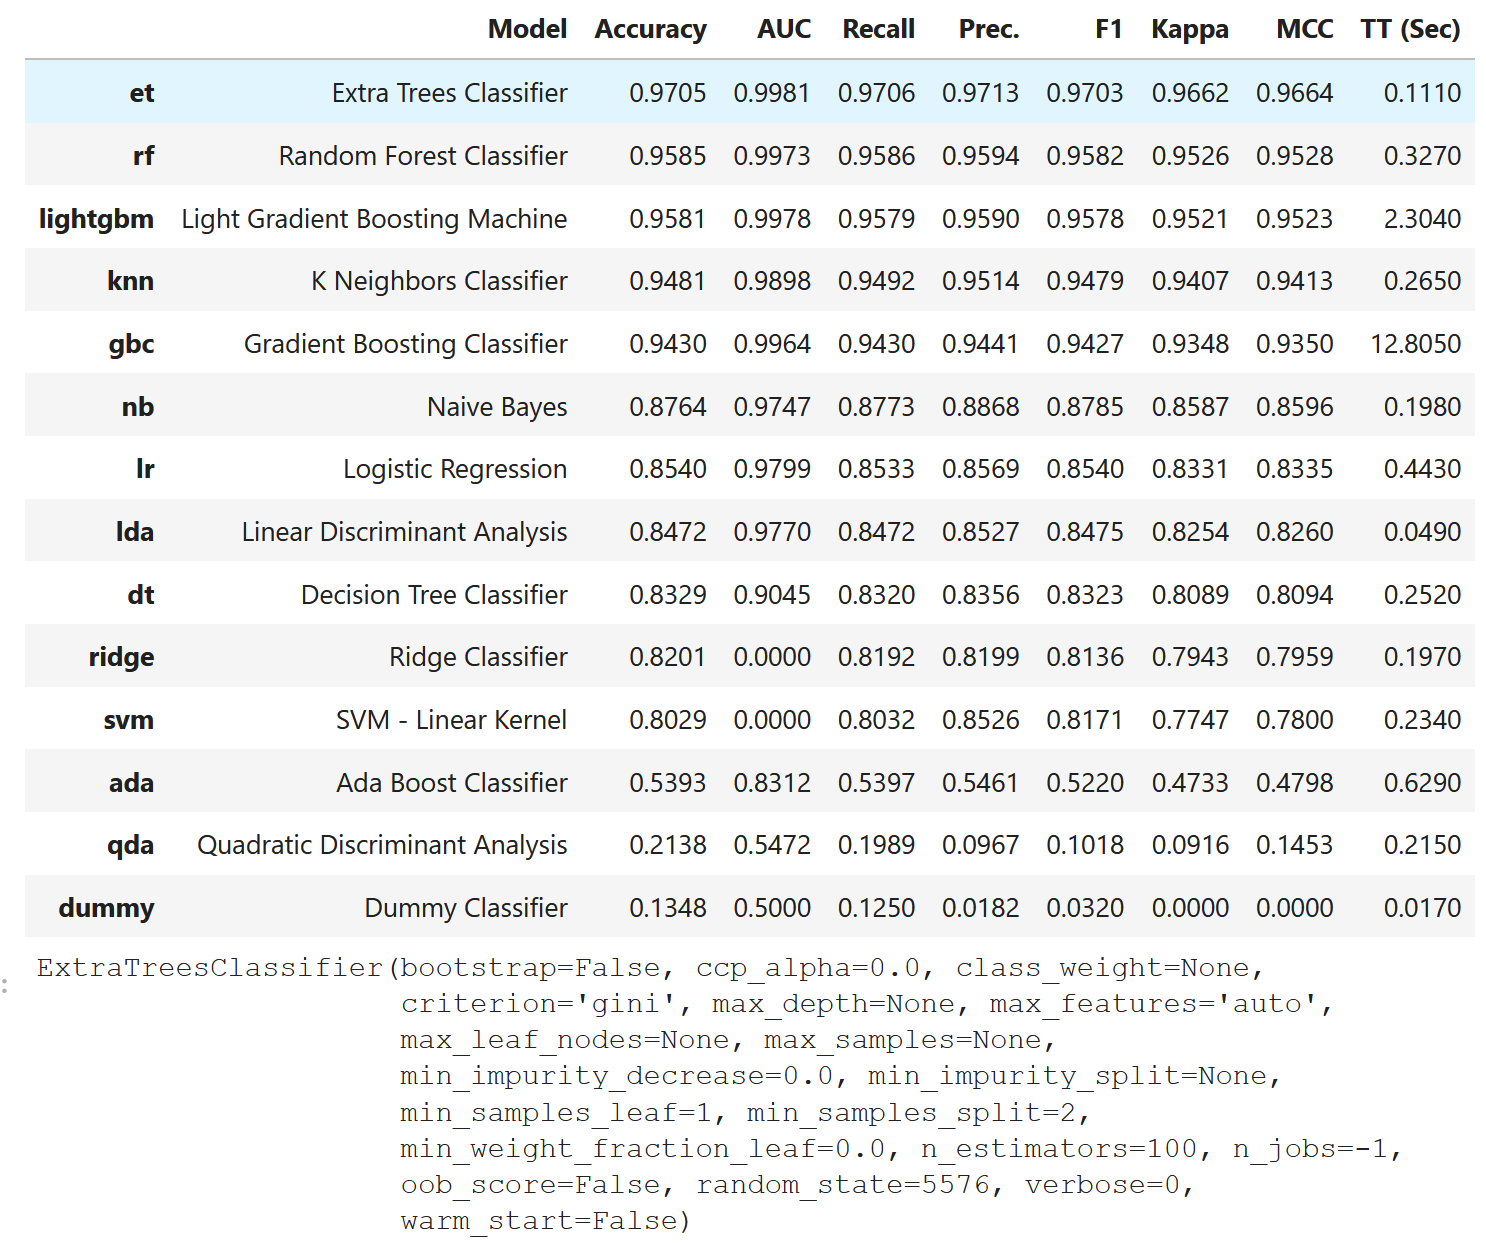 Model Accuracy AUC Recall Prec. F1 Kappa MCC TT (Sec)
et Extra Trees Classifier 0.9705 0.9981 0.9706 0.9713 0.9703 0.9662 0.9664 0.1110
rf Random Forest Classifier 0.9585 0.9973 0.9586 0.9594 0.9582 0.9526 0.9528 0.3270
lightgbm Light Gradient Boosting Machine 0.9581 0.9978 0.9579 0.9590 0.9578 0.9521 0.9523 2.3040
knn K Neighbors Classifier 0.9481 0.9898 0.9492 0.9514 0.9479 0.9407 0.9413 0.2650
gbc Gradient Boosting Classifier 0.9430 0.9964 0.9430 0.9441 0.9427 0.9348 0.9350 12.8050
nb Naive Bayes 0.8764 0.9747 0.8773 0.8868 0.8785 0.8587 0.8596 0.1980
lr Logistic Regression 0.8540 0.9799 0.8533 0.8569 0.8540 0.8331 0.8335 0.4430
lda Linear Discriminant Analysis 0.8472 0.9770 0.8472 0.8527 0.8475 0.8254 0.8260 0.0490
dt Decision Tree Classifier 0.8329 0.9045 0.8320 0.8356 0.8323 0.8089 0.8094 0.2520
ridge Ridge Classifier 0.8201 0.0000 0.8192 0.8199 0.8136 0.7943 0.7959 0.1970
svm SVM - Linear Kernel 0.8029 0.0000 0.8032 0.8526 0.8171 0.7747 0.7800 0.2340
ada Ada Boost Classifier 0.5393 0.8312 0.5397 0.5461 0.5220 0.4733 0.4798 0.6290
qda Quadratic Discriminant Analysis 0.2138 0.5472 0.1989 0.0967 0.1018 0.0916 0.1453 0.2150
dummy Dummy Classifier 0.1348 0.5000 0.1250 0.0182 0.0320 0.0000 0.0000 0.0170
: ExtraTreesClassifier(bootstrap=False, ccp_alpha=0.0, class_weight=None,
criterion='gini', max_depth=None, max_features='auto',
max_leaf_nodes=None, max_samples=None,
min_impurity_decrease=0.0, min_impurity_split=None,
min_samples_leaf=1, min_samples_split=2,
min_weight_fraction_leaf=0.0, n_estimators=100, n_jobs=-1,
oob_score=False, random_state=5576, verbose=0,
warm_start=False)